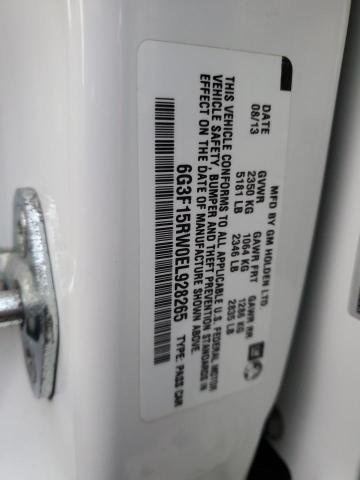 MFD BY GM HOLDEN LTD
DATE GVWR GAWR FRT GAWR RR
08/13 2350 KG 1064 KG 1286 KG
5181 LB 2346 LB 2835 LB
THIS VEHICLE CONFORMS TO ALL APPLICABLE U.S. FEDERAL MOTOR
VEHICLE SAFETY, BUMPER AND THEFT PREVENTION STANDARDS IN
EFFECT ON THE DATE OF MANUFACTURE SHOWN ABOVE.
6G3F15RW0EL928265 TYPE: PASS CAR